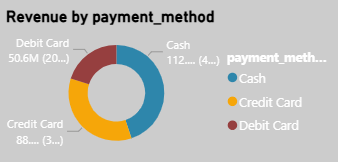 Revenue by payment_method
Debit Card
50.6M (20...)
Cash
112.... (4...)
Credit Card
88.... (3...)
payment_meth...
Cash
Credit Card
Debit Card